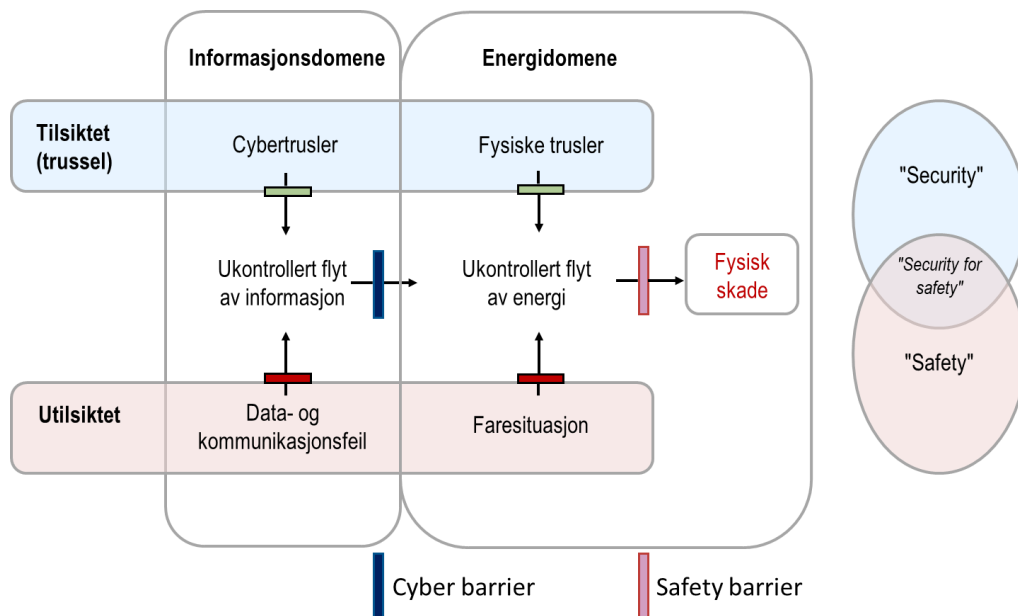 Informasjonsdomene
Energidomene
Tilsiktet
(trussel)
Cybertrusler
Fysiske trusler
Ukontrollert flyt
av informasjon
Ukontrollert flyt
av energi
Fysisk
skade
Utilsiktet
Data- og
kommunikasjonsfeil
Faresituasjon
"Security"
"Security for
safety"
"Safety"
Cyber barrier
Safety barrier